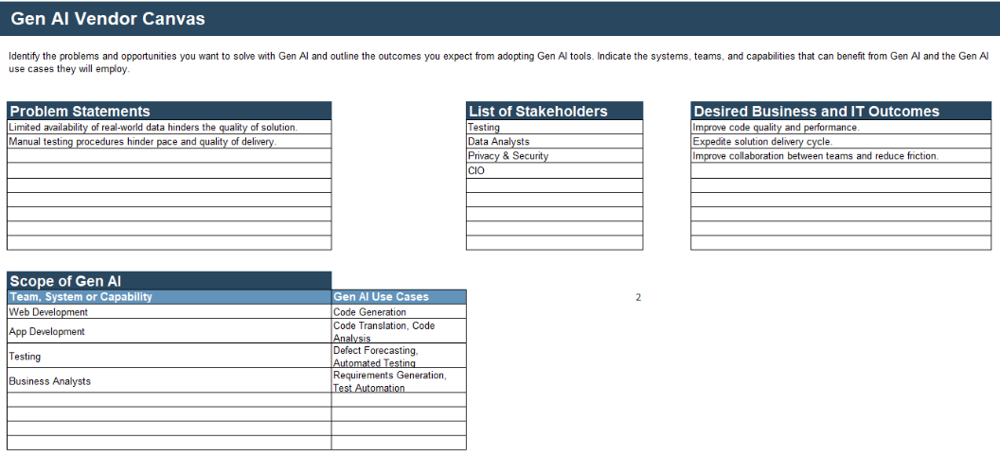 Gen AI Vendor Canvas
Identify the problems and opportunities you want to solve with Gen AI and outline the outcomes you expect from adopting Gen AI tools. Indicate the systems, teams, and capabilities that can benefit from Gen AI and the Gen AI
use cases they will employ.
Problem Statements
Limited availability of real-world data hinders the quality of solution.
Manual testing procedures hinder pace and quality of delivery.
List of Stakeholders
Testing
Data Analysts
Privacy & Security
CIO
Desired Business and IT Outcomes
Improve code quality and performance.
Expedite solution delivery cycle.
Improve collaboration between teams and reduce friction.
Scope of Gen AI
Team, System or Capability
Gen AI Use Cases
Web Development
Code Generation
App Development
Code Translation, Code
Analysis
Testing
Defect Forecasting,
Automated Testing
Business Analysts
Requirements Generation,
Test Automation
2